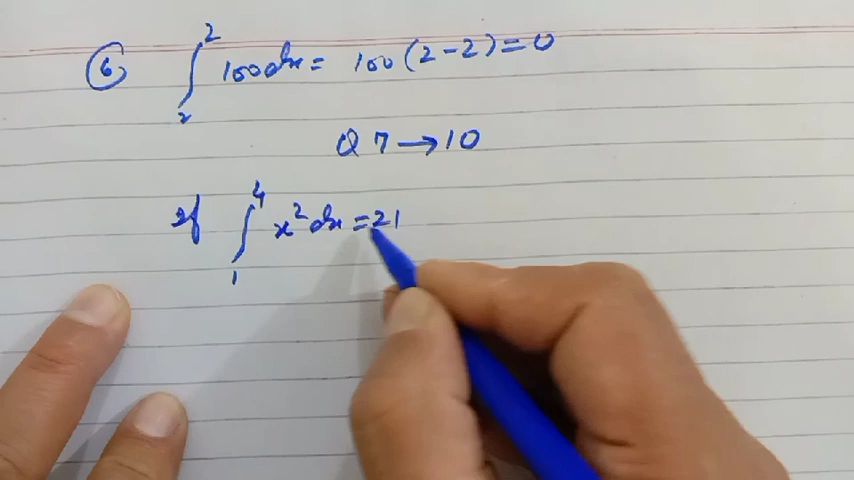 ⑥ ∫₂² 100dx = 100(2-2)=0
Q 7→10
If ∫₁⁴ x² dx =21